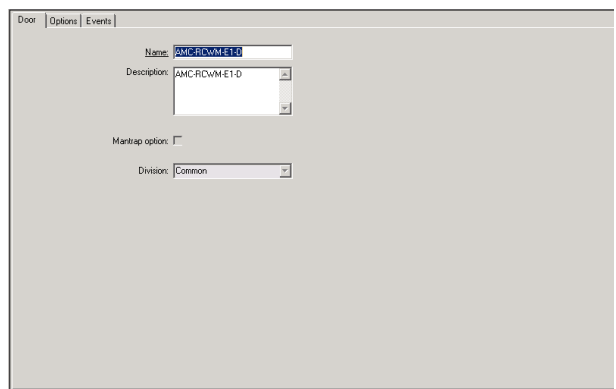 Door Options Events
Name: AMC-RCWM-E1-D
Description: AMC-RCWM-E1-D
Mantrap option:
Division: Common